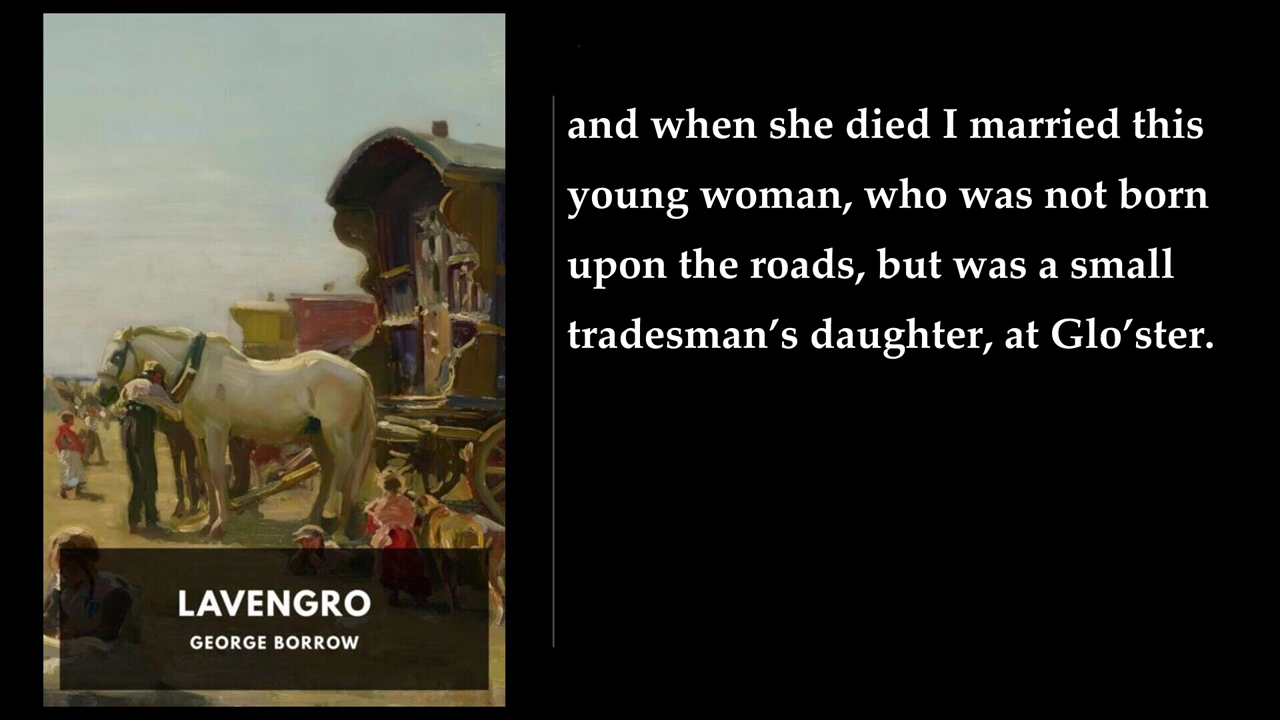 LAVENGRO
GEORGE BORROW
and when she died I married this
young woman, who was not born
upon the roads, but was a small
tradesman’s daughter, at Glo’ster.